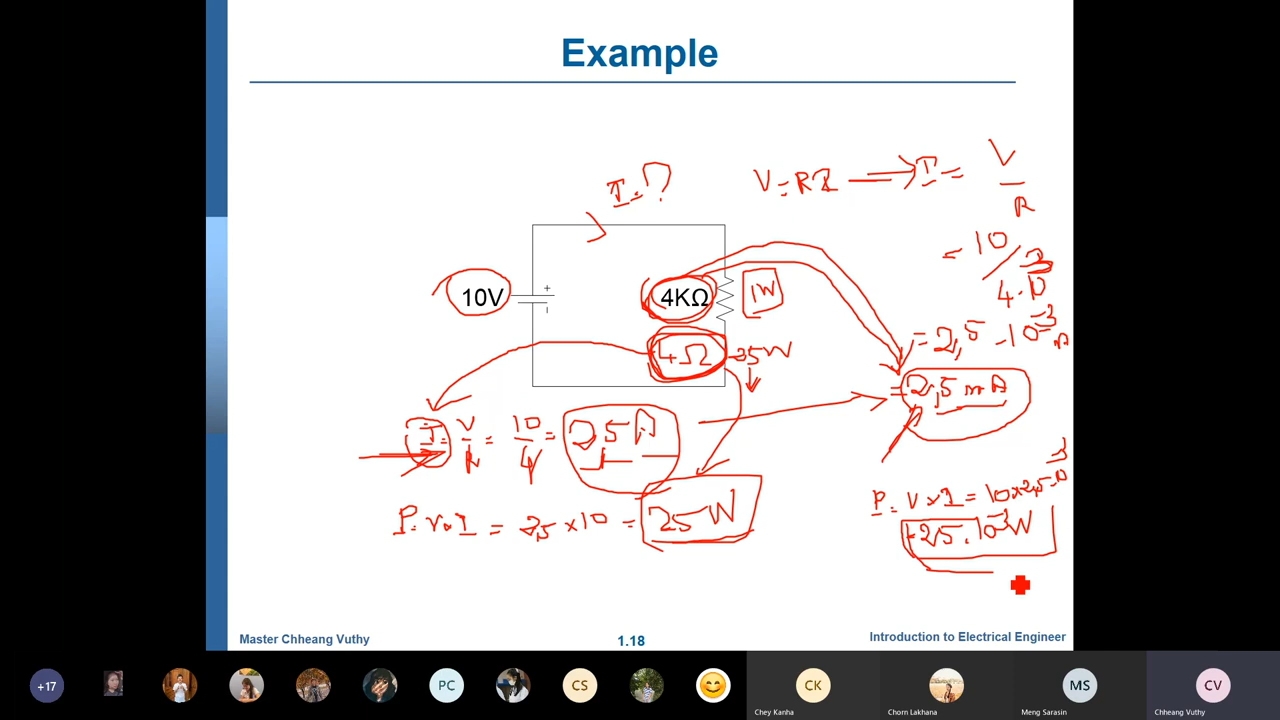 Example
I = ?
V = RI ⟹ I = V/R
= 10/4.10³
10V
+
-
4KΩ
1W
= 2,5 . 10⁻³ A
4Ω
25W
= 2,5 mA
I = V/R = 10/4 = 2,5 A
P = V x I = 10 x 2,5 . 10⁻³
P = V x I = 2,5 x 10 = 25W
= 25 . 10⁻³ W
Master Chheang Vuthy
1.18
Introduction to Electrical Engineer
+17
PC
CS
CK
MS
CV
Chey Kanha
Chorn Lakhana
Meng Sarasin
Chheang Vuthy